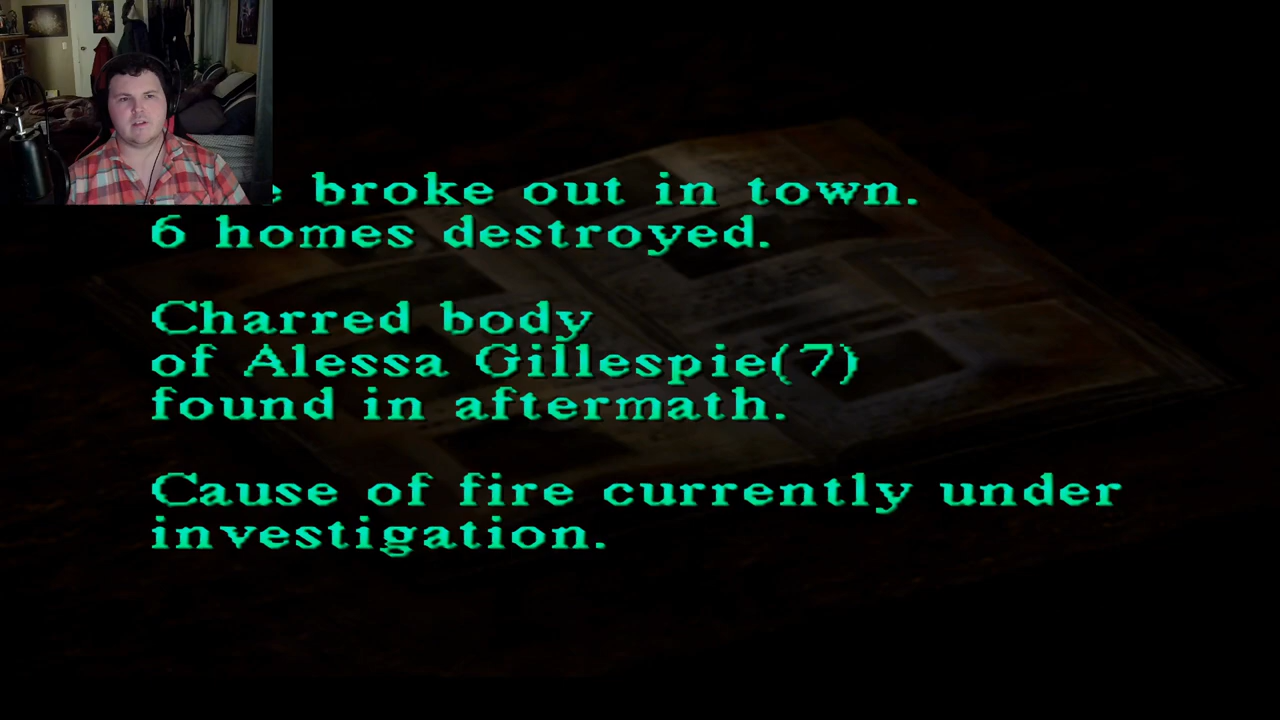 broke out in town.
6 homes destroyed.
Charred body
of Alessa Gillespie(7)
found in aftermath.
Cause of fire currently under
investigation.